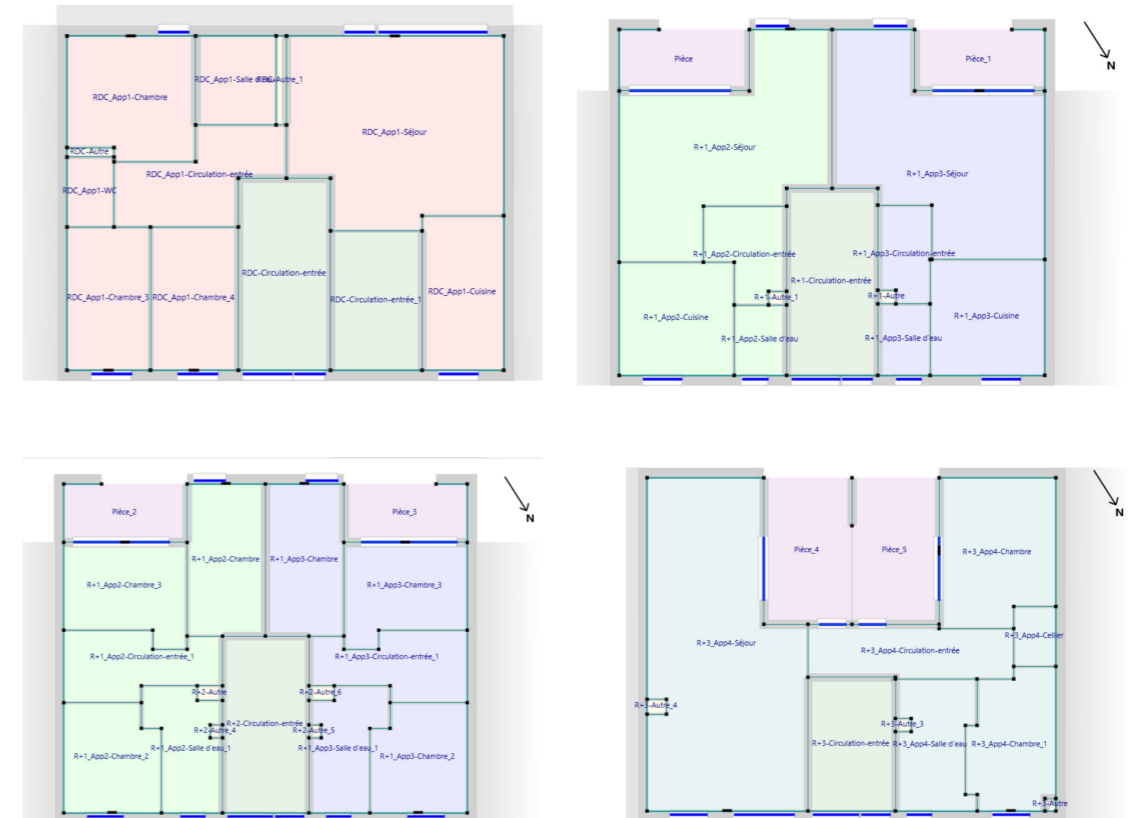 RDC_App1-Chambre
RDC_App1-Salle d'eau
RDC-Autre_1
RDC_App1-Séjour
RDC-Autre
RDC_App1-Circulation-entrée
RDC_App1-WC
RDC-Circulation-entrée
RDC_App1-Chambre_3
RDC_App1-Chambre_4
RDC-Circulation-entrée_1
RDC_App1-Cuisine
Pièce
Pièce_1
N
R+1_App2-Séjour
R+1_App3-Séjour
R+1_App2-Circulation-entrée
R+1_App3-Circulation-entrée
R+1-Circulation-entrée
R+1-Autre_1
R+1-Autre
R+1_App2-Cuisine
R+1_App3-Cuisine
R+1_App2-Salle d'eau
R+1_App3-Salle d'eau
Pièce_2
Pièce_3
N
R+1_App2-Chambre
R+1_App3-Chambre
R+1_App2-Chambre_3
R+1_App3-Chambre_3
R+1_App2-Circulation-entrée_1
R+1_App3-Circulation-entrée_1
R+2-Autre
R+2-Autre_6
R+2-Circulation-entrée
R+2-Autre_4
R+2-Autre_5
R+1_App2-Salle d'eau_1
R+1_App3-Salle d'eau_1
R+1_App2-Chambre_2
R+1_App3-Chambre_2
N
Pièce_4
Pièce_5
R+3_App4-Chambre
R+3_App4-Séjour
R+3_App4-Cellier
R+3_App4-Circulation-entrée
R+3-Autre_4
R+3-Autre_3
R+3-Circulation-entrée
R+3_App4-Salle d'eau
R+3_App4-Chambre_1
R+3-Autre